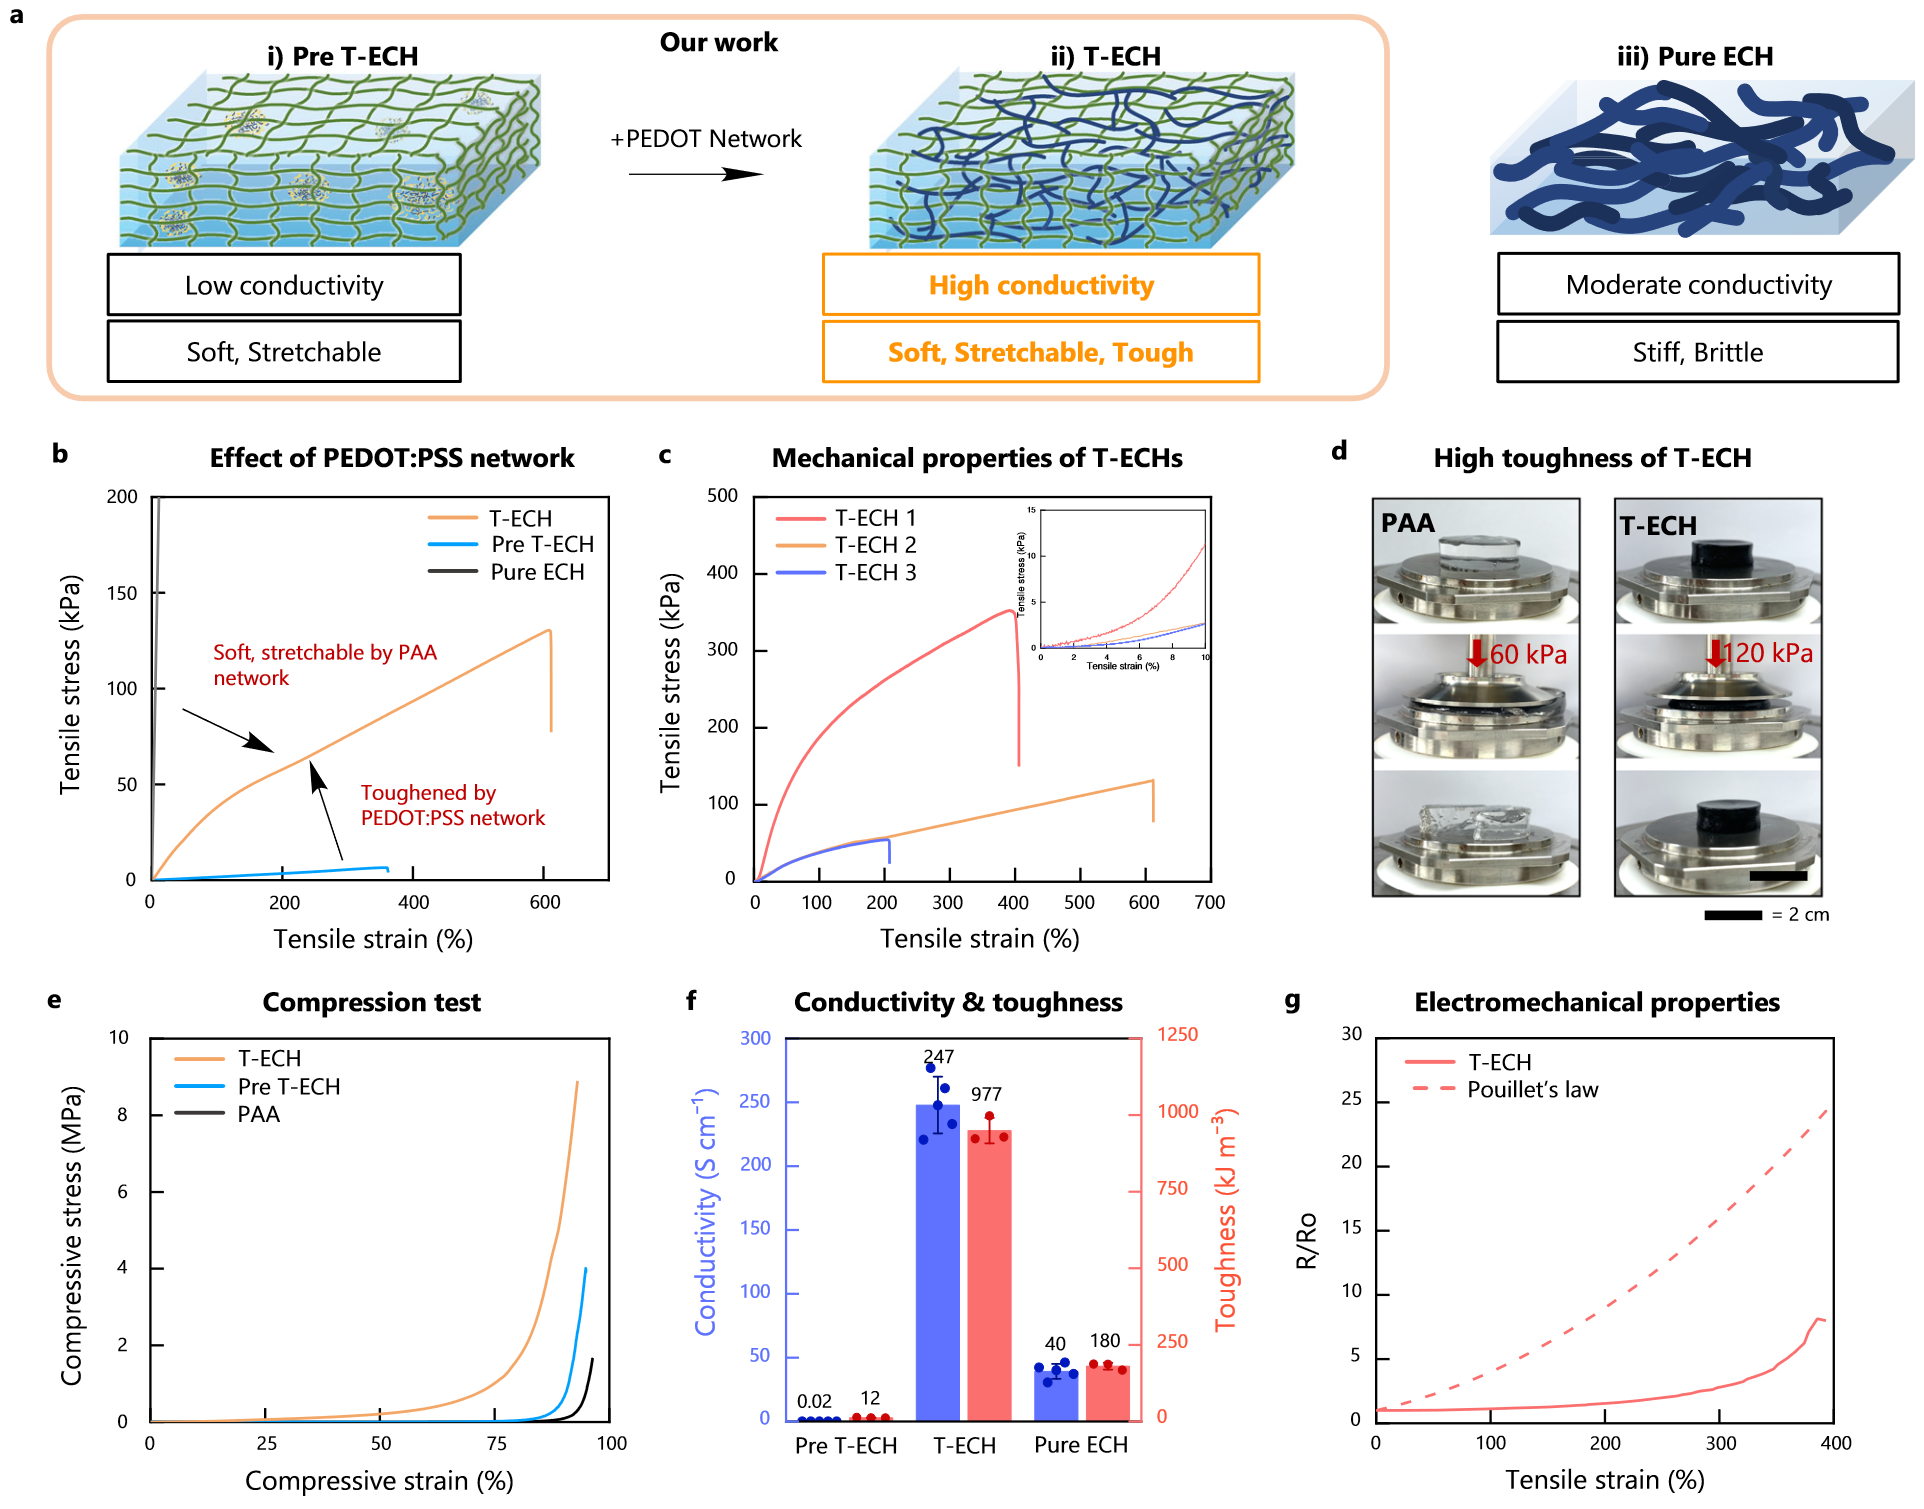 a
Our work
i) Pre T-ECH
ii) T-ECH
iii) Pure ECH
+PEDOT Network
Low conductivity
High conductivity
Moderate conductivity
Soft, Stretchable
Soft, Stretchable, Tough
Stiff, Brittle
b
Effect of PEDOT:PSS network
200
150
100
50
0
0
200
400
600
Tensile stress (kPa)
Tensile strain (%)
T-ECH
Pre T-ECH
Pure ECH
Soft, stretchable by PAA
network
Toughened by
PEDOT:PSS network
c
Mechanical properties of T-ECHs
500
400
300
200
100
0
0
100
200
300
400
500
600
700
Tensile stress (kPa)
Tensile strain (%)
T-ECH 1
T-ECH 2
T-ECH 3
15
10
5
0
0
2
4
6
8
10
Tensile stress (kPa)
Tensile strain (%)
d
High toughness of T-ECH
PAA
T-ECH
60 kPa
120 kPa
= 2 cm
e
Compression test
10
8
6
4
2
0
0
25
50
75
100
Compressive stress (MPa)
Compressive strain (%)
T-ECH
Pre T-ECH
PAA
f
Conductivity & toughness
300
250
200
150
100
50
0
Conductivity (S cm⁻¹)
1250
1000
750
500
250
0
Toughness (kJ m⁻³)
0.02
12
247
977
40
180
Pre T-ECH
T-ECH
Pure ECH
g
Electromechanical properties
30
25
20
15
10
5
0
0
100
200
300
400
R/Ro
Tensile strain (%)
T-ECH
Pouillet's law